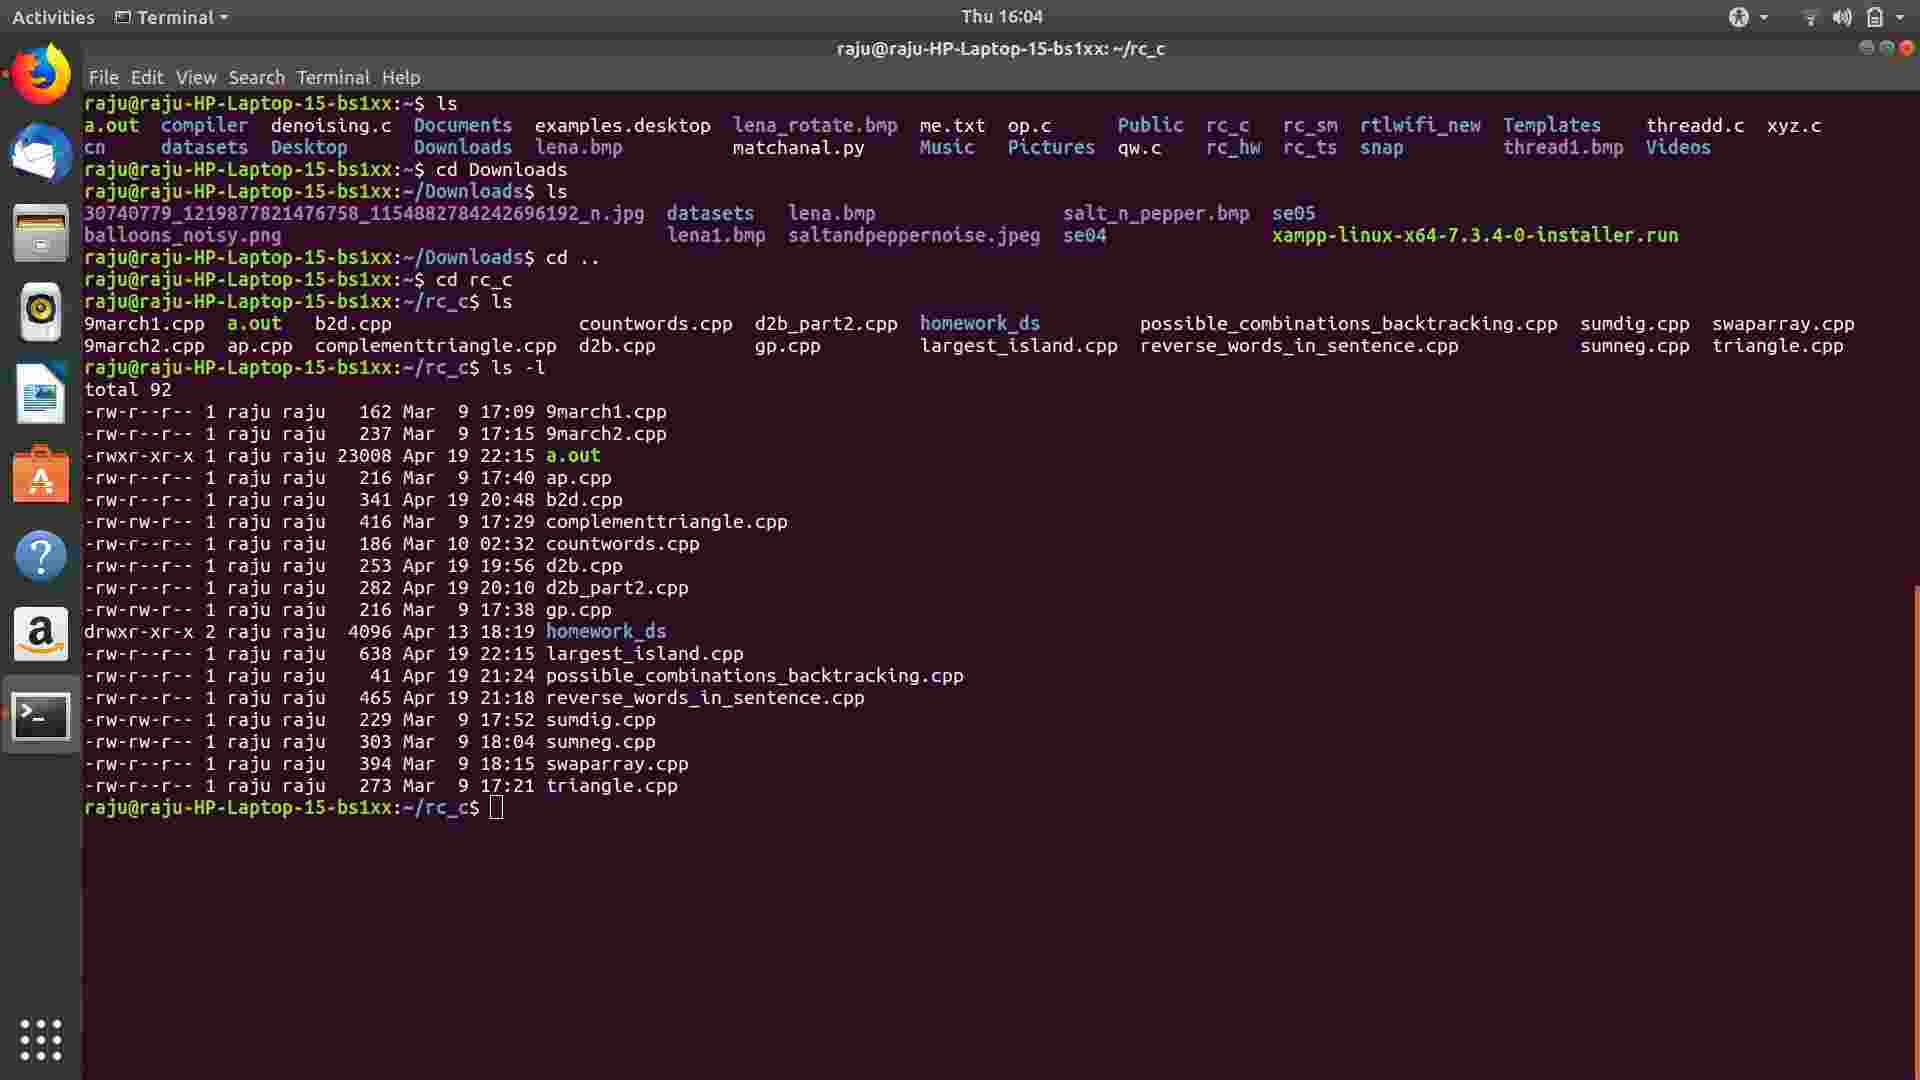 Activities Terminal Thu 16:04
raju@raju-HP-Laptop-15-bs1xx: ~/rc_c
File Edit View Search Terminal Help
raju@raju-HP-Laptop-15-bs1xx:~$ ls
a.out compiler denoising.c Documents examples.desktop lena_rotate.bmp me.txt op.c Public rc_c rc_sm rtlwifi_new Templates threadd.c xyz.c
cn datasets Desktop Downloads lena.bmp matchanal.py Music Pictures qw.c rc_hw rc_ts snap thread1.bmp Videos
raju@raju-HP-Laptop-15-bs1xx:~$ cd Downloads
raju@raju-HP-Laptop-15-bs1xx:~/Downloads$ ls
30740779_1219877821476758_1154882784242696192_n.jpg datasets lena.bmp salt_n_pepper.bmp se05
balloons_noisy.png lena1.bmp saltandpeppernoise.jpeg se04 xampp-linux-x64-7.3.4-0-installer.run
raju@raju-HP-Laptop-15-bs1xx:~/Downloads$ cd ..
raju@raju-HP-Laptop-15-bs1xx:~$ cd rc_c
raju@raju-HP-Laptop-15-bs1xx:~/rc_c$ ls
9march1.cpp a.out b2d.cpp countwords.cpp d2b_part2.cpp homework_ds possible_combinations_backtracking.cpp sumdig.cpp swaparray.cpp
9march2.cpp ap.cpp complementtriangle.cpp d2b.cpp gp.cpp largest_island.cpp reverse_words_in_sentence.cpp sumneg.cpp triangle.cpp
raju@raju-HP-Laptop-15-bs1xx:~/rc_c$ ls -l
total 92
-rw-r--r-- 1 raju raju 162 Mar 9 17:09 9march1.cpp
-rw-r--r-- 1 raju raju 237 Mar 9 17:15 9march2.cpp
-rwxr-xr-x 1 raju raju 23008 Apr 19 22:15 a.out
-rw-r--r-- 1 raju raju 216 Mar 9 17:40 ap.cpp
-rw-r--r-- 1 raju raju 341 Apr 19 20:48 b2d.cpp
-rw-rw-r-- 1 raju raju 416 Mar 9 17:29 complementtriangle.cpp
-rw-r--r-- 1 raju raju 186 Mar 10 02:32 countwords.cpp
-rw-r--r-- 1 raju raju 253 Apr 19 19:56 d2b.cpp
-rw-r--r-- 1 raju raju 282 Apr 19 20:10 d2b_part2.cpp
-rw-rw-r-- 1 raju raju 216 Mar 9 17:38 gp.cpp
drwxr-xr-x 2 raju raju 4096 Apr 13 18:19 homework_ds
-rw-r--r-- 1 raju raju 638 Apr 19 22:15 largest_island.cpp
-rw-r--r-- 1 raju raju 41 Apr 19 21:24 possible_combinations_backtracking.cpp
-rw-r--r-- 1 raju raju 465 Apr 19 21:18 reverse_words_in_sentence.cpp
-rw-rw-r-- 1 raju raju 229 Mar 9 17:52 sumdig.cpp
-rw-rw-r-- 1 raju raju 303 Mar 9 18:04 sumneg.cpp
-rw-r--r-- 1 raju raju 394 Mar 9 18:15 swaparray.cpp
-rw-r--r-- 1 raju raju 273 Mar 9 17:21 triangle.cpp
raju@raju-HP-Laptop-15-bs1xx:~/rc_c$